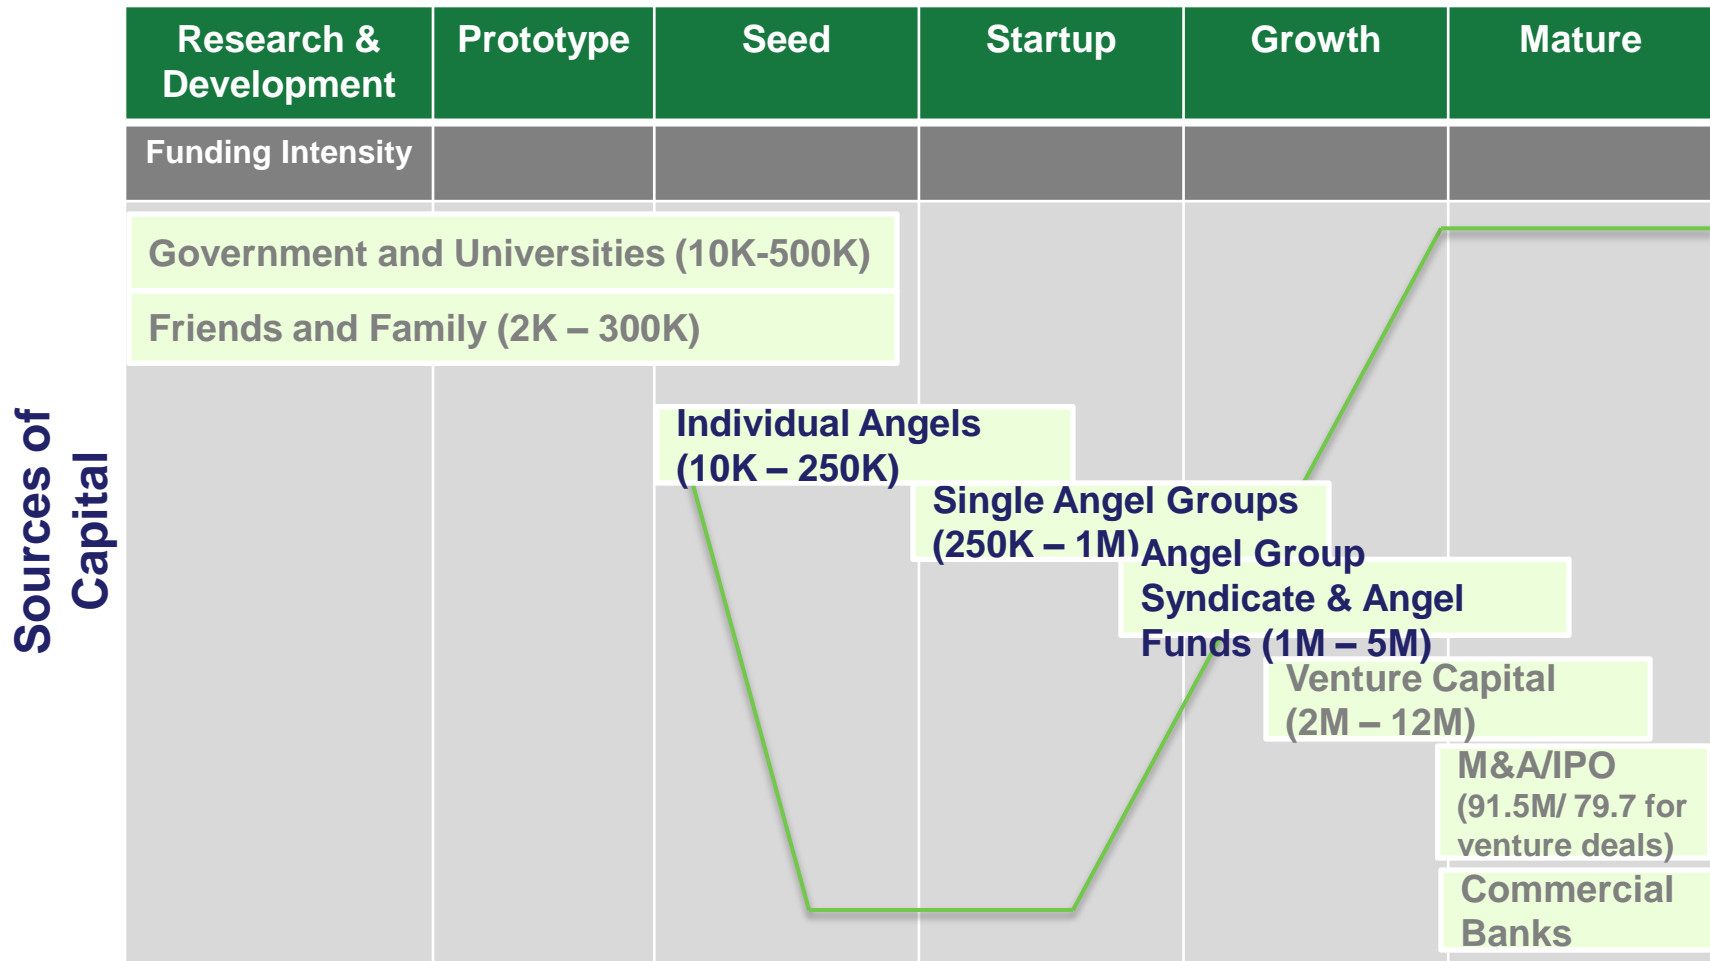 Research &
Development
Prototype
Seed
Startup
Growth
Mature
Funding Intensity
Government and Universities (10K-500K)
Friends and Family (2K – 300K)
Sources of
Capital
Individual Angels
(10K – 250K)
Single Angel Groups
(250K – 1M)
Angel Group
Syndicate & Angel
Funds (1M – 5M)
Venture Capital
(2M – 12M)
M&A/IPO
(91.5M/ 79.7 for
venture deals)
Commercial
Banks